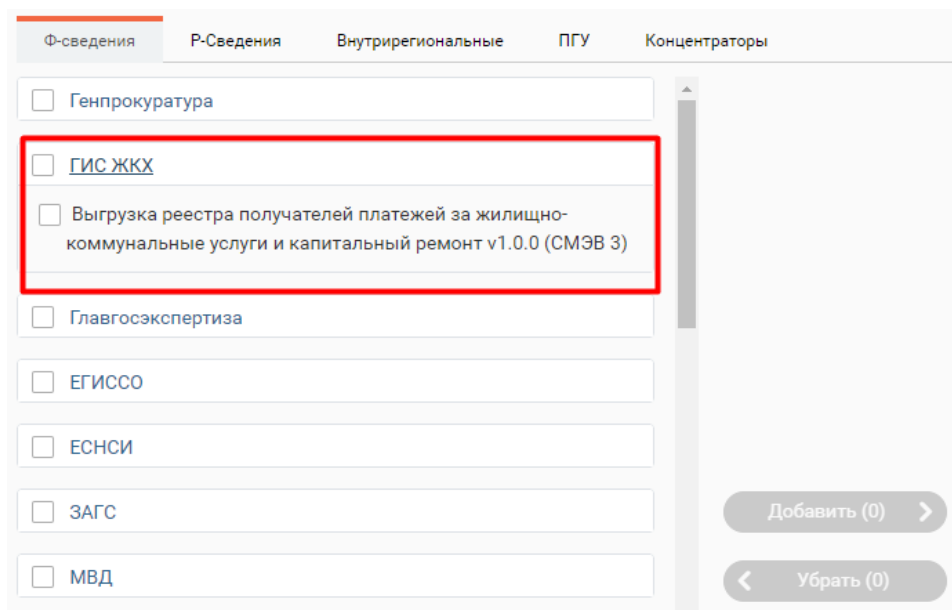 Ф-сведения Р-Сведения Внутрирегиональные ПГУ Концентраторы
Генпрокуратура
ГИС ЖКХ
Выгрузка реестра получателей платежей за жилищно-
коммунальные услуги и капитальный ремонт v1.0.0 (СМЭВ 3)
Главгосэкспертиза
ЕГИССО
ЕСНСИ
ЗАГС
Добавить (0)
МВД
Убрать (0)